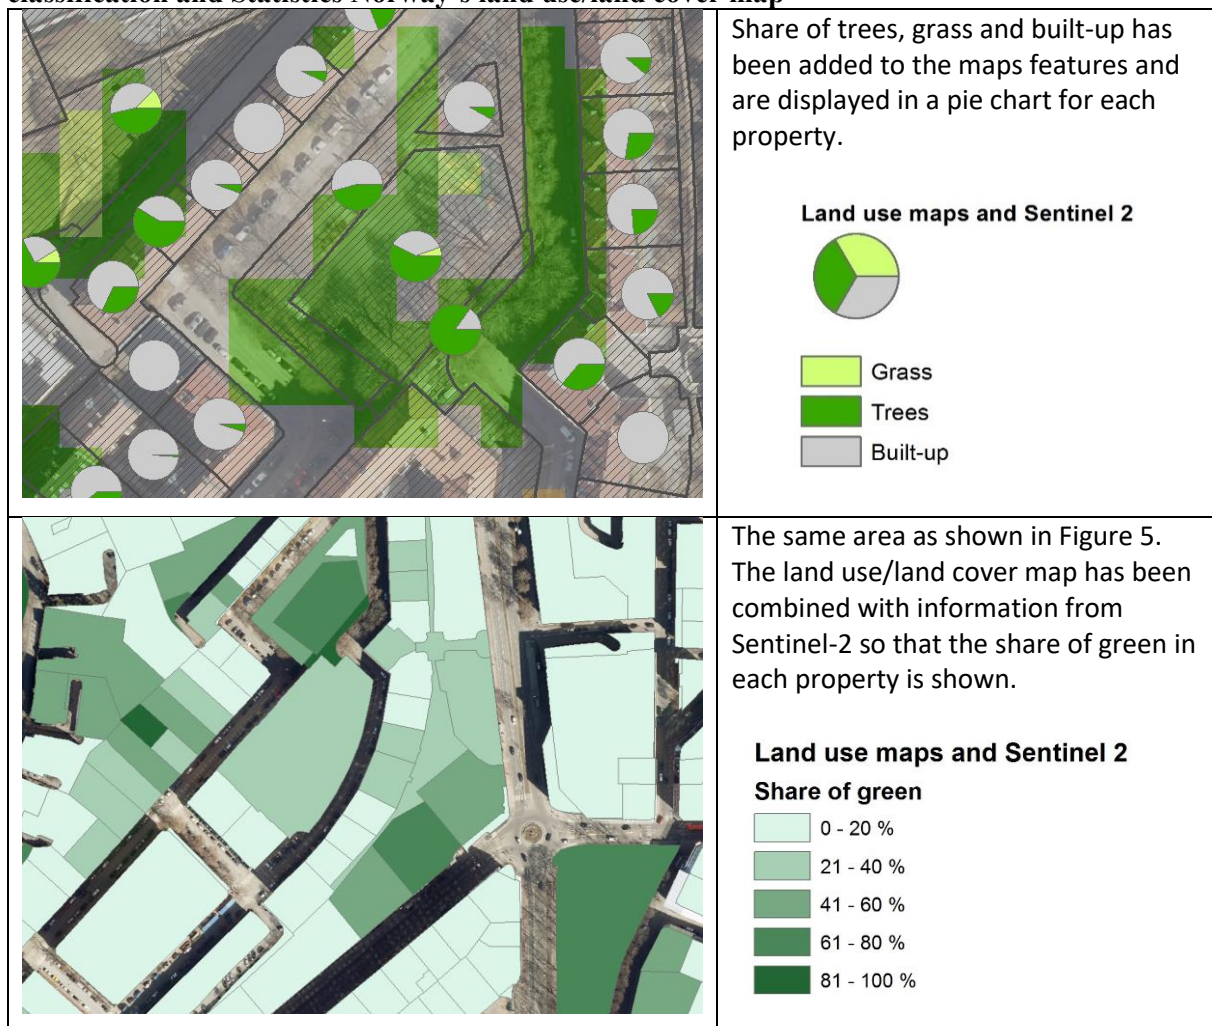 classification and Statistics Norway's land use/land cover map
Share of trees, grass and built-up has
been added to the maps features and
are displayed in a pie chart for each
property.
Land use maps and Sentinel 2
Grass
Trees
Built-up
The same area as shown in Figure 5.
The land use/land cover map has been
combined with information from
Sentinel-2 so that the share of green in
each property is shown.
Land use maps and Sentinel 2
Share of green
0 - 20 %
21 - 40 %
41 - 60 %
61 - 80 %
81 - 100 %